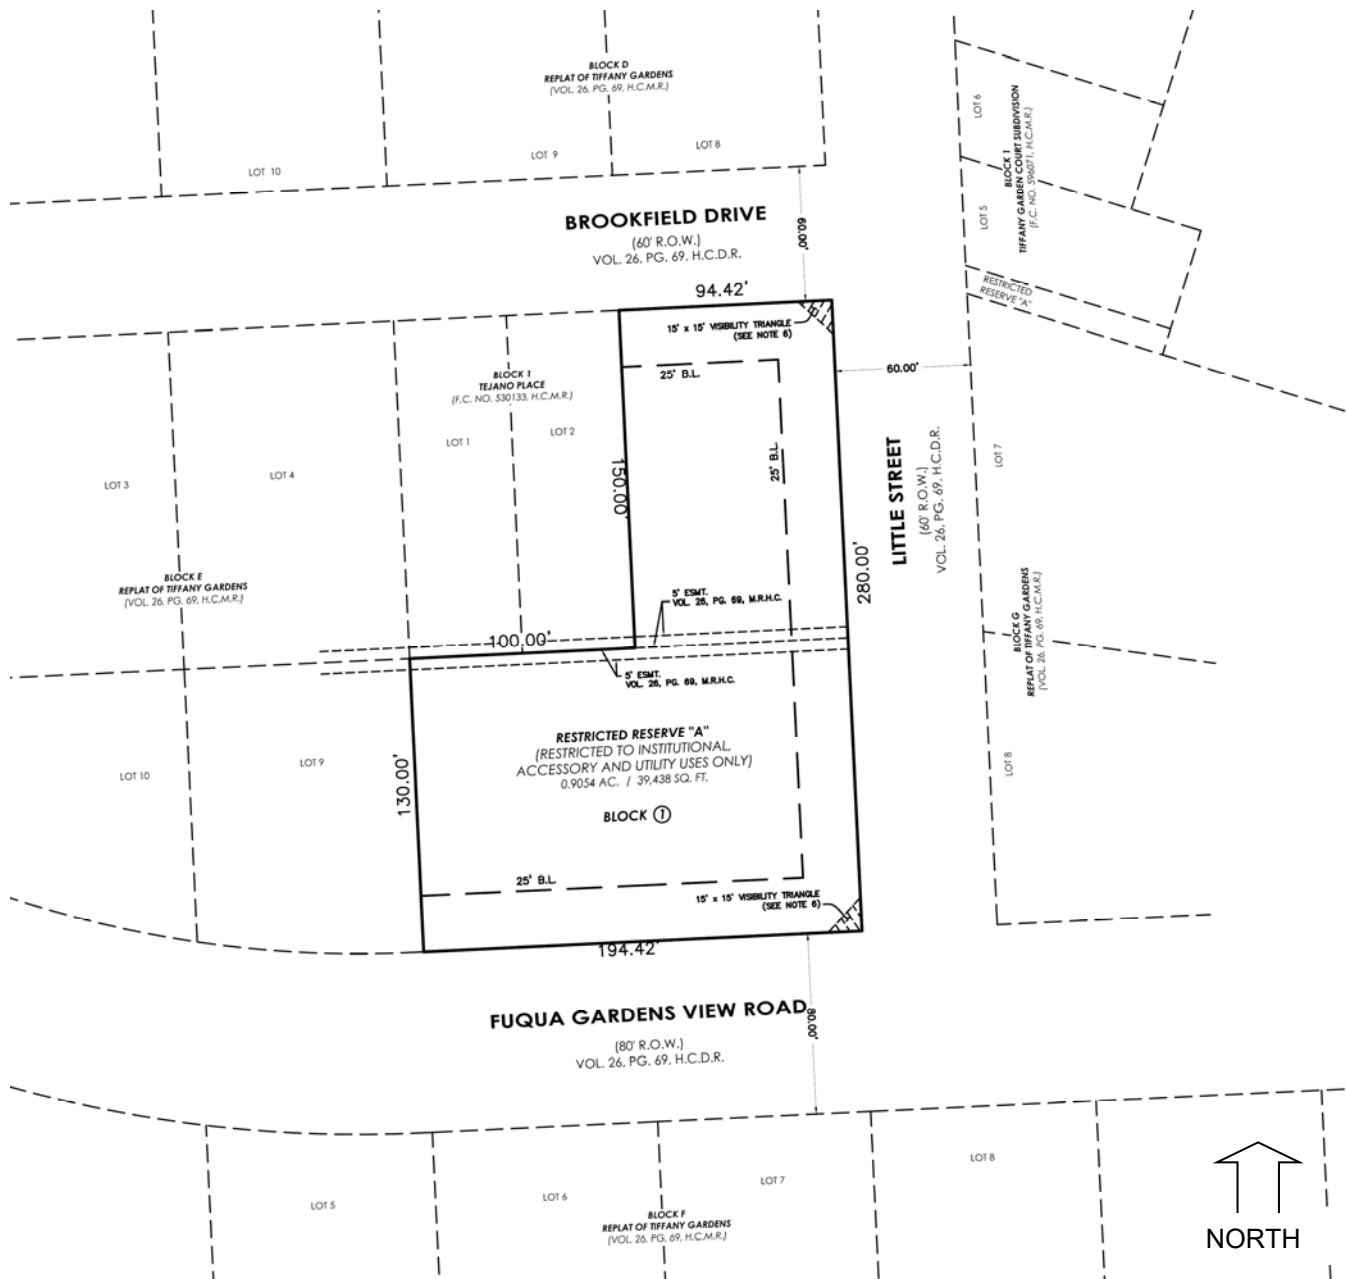 BLOCK D
REPLAT OF TIFFANY GARDENS
(VOL. 26, PG. 69, H.C.M.R.)
LOT 10
LOT 9
LOT 8
LOT 6
BLOCK 1
TIFFANY GARDEN COURT SUBDIVISION
(F.C. NO. 596071, H.C.M.R.)
LOT 5
RESTRICTED
RESERVE "A"
BROOKFIELD DRIVE
(60' R.O.W.)
VOL. 26, PG. 69, H.C.D.R.
60.00'
94.42'
15' x 15' VISIBILITY TRIANGLE
(SEE NOTE 6)
25' B.L.
60.00'
BLOCK 1
TEJANO PLACE
(F.C. NO. 530133, H.C.M.R.)
LOT 1
LOT 2
LOT 3
LOT 4
150.00'
25' B.L.
LITTLE STREET
(60' R.O.W.)
VOL. 26, PG. 69, H.C.D.R.
LOT 7
280.00'
BLOCK E
REPLAT OF TIFFANY GARDENS
(VOL. 26, PG. 69, H.C.M.R.)
5' ESMT.
VOL. 26, PG. 69, M.R.H.C.
100.00'
5' ESMT.
VOL. 26, PG. 69, M.R.H.C.
BLOCK G
REPLAT OF TIFFANY GARDENS
(VOL. 26, PG. 69, H.C.M.R.)
RESTRICTED RESERVE "A"
(RESTRICTED TO INSTITUTIONAL,
ACCESSORY AND UTILITY USES ONLY)
0.9054 AC. / 39,438 SQ. FT.
BLOCK 1
LOT 10
LOT 9
130.00'
LOT 8
25' B.L.
15' x 15' VISIBILITY TRIANGLE
(SEE NOTE 6)
194.42'
FUQUA GARDENS VIEW ROAD
(80' R.O.W.)
VOL. 26, PG. 69, H.C.D.R.
80.00'
LOT 5
LOT 6
LOT 7
LOT 8
BLOCK F
REPLAT OF TIFFANY GARDENS
(VOL. 26, PG. 69, H.C.M.R.)
NORTH